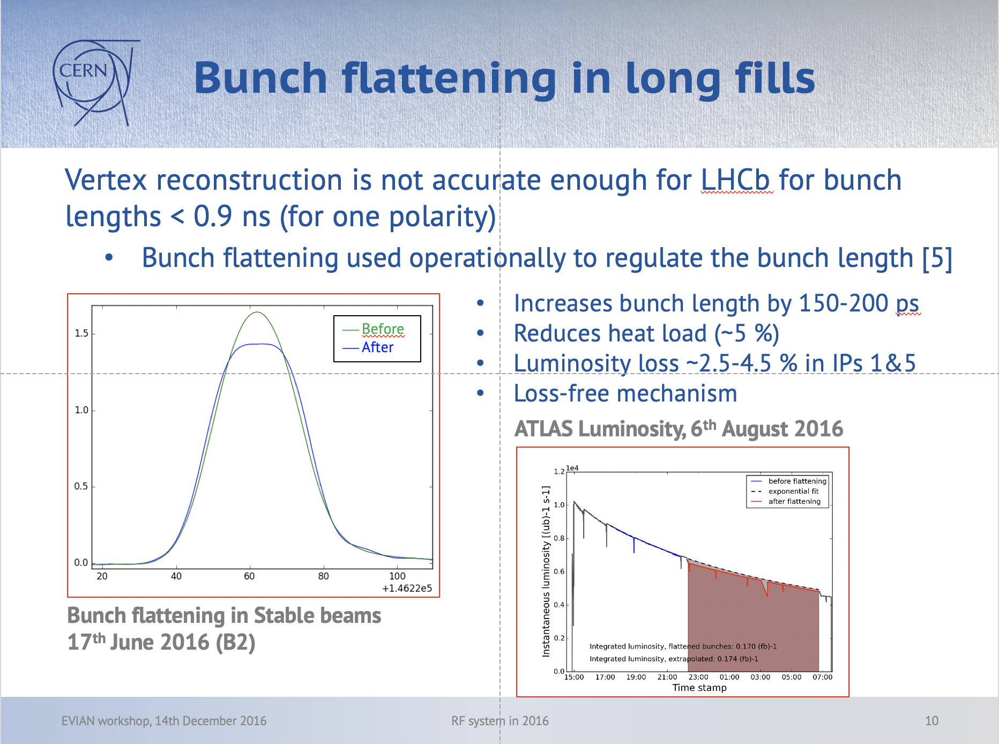 CERN
Bunch flattening in long fills
Vertex reconstruction is not accurate enough for LHCb for bunch
lengths < 0.9 ns (for one polarity)
• Bunch flattening used operationally to regulate the bunch length [5]
1.5
1.0
0.5
0.0
20 40 60 80 100
+1.4622e5
Before
After
Bunch flattening in Stable beams
17th June 2016 (B2)
• Increases bunch length by 150-200 ps
• Reduces heat load (~5 %)
• Luminosity loss ~2.5-4.5 % in IPs 1&5
• Loss-free mechanism
ATLAS Luminosity, 6th August 2016
1e4
1.2
1.0
0.8
0.6
0.4
0.2
0.0
Instantaneous luminosity [(ub)-1 s-1]
before flattening
exponential fit
after flattening
Integrated luminosity, flattened bunches: 0.170 (fb)-1
Integrated luminosity, extrapolated: 0.174 (fb)-1
15:00 17:00 19:00 21:00 23:00 01:00 03:00 05:00 07:00
Time stamp
EVIAN workshop, 14th December 2016
RF system in 2016
10